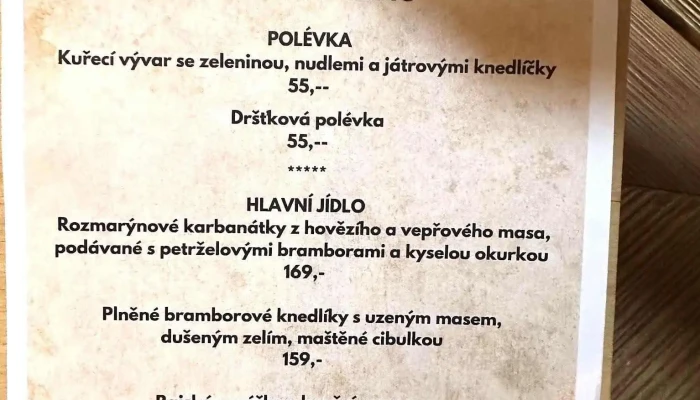 POLÉVKA
Kuřecí vývar se zeleninou, nudlemi a játrovými knedlíčky
55,--
Dršťková polévka
55,--
*****
HLAVNÍ JÍDLO
Rozmarýnové karbanátky z hovězího a vepřového masa,
podávané s petrželovými bramborami a kyselou okurkou
169,-
Plněné bramborové knedlíky s uzeným masem,
dušeným zelím, maštěné cibulkou
159,-